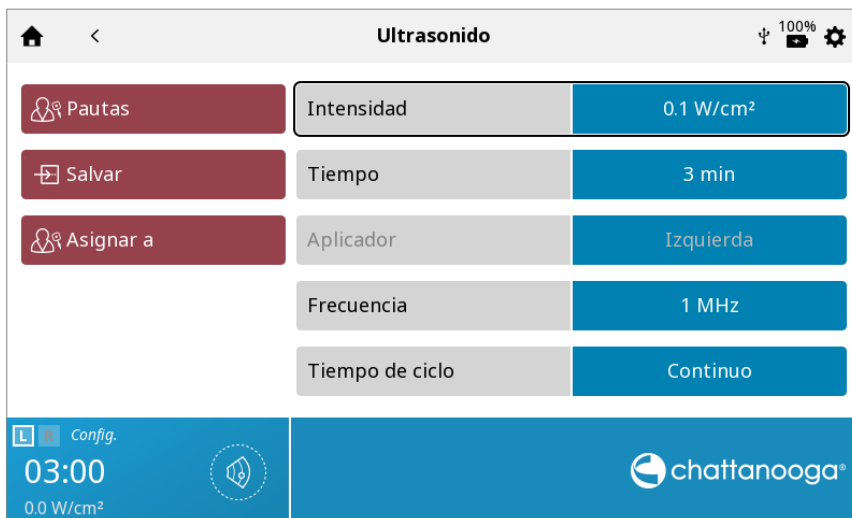 Ultrasonido
100%
Pautas
Salvar
Asignar a
Intensidad 0.1 W/cm²
Tiempo 3 min
Aplicador Izquierda
Frecuencia 1 MHz
Tiempo de ciclo Continuo
L R Config.
03:00
0.0 W/cm²
chattanooga®